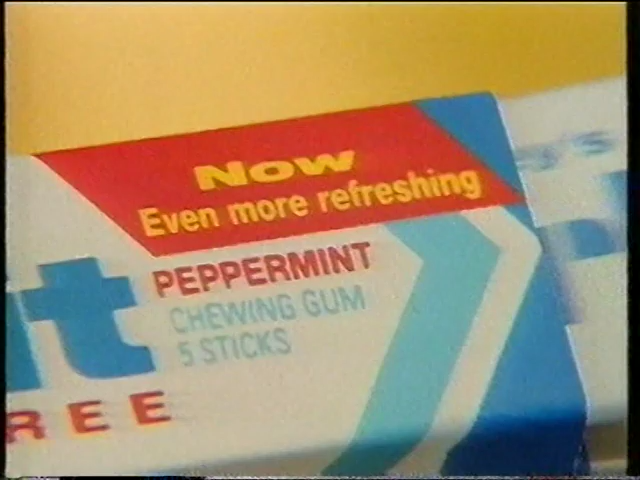 Now
Even more refreshing
PEPPERMINT
CHEWING GUM
5 STICKS
t
REE